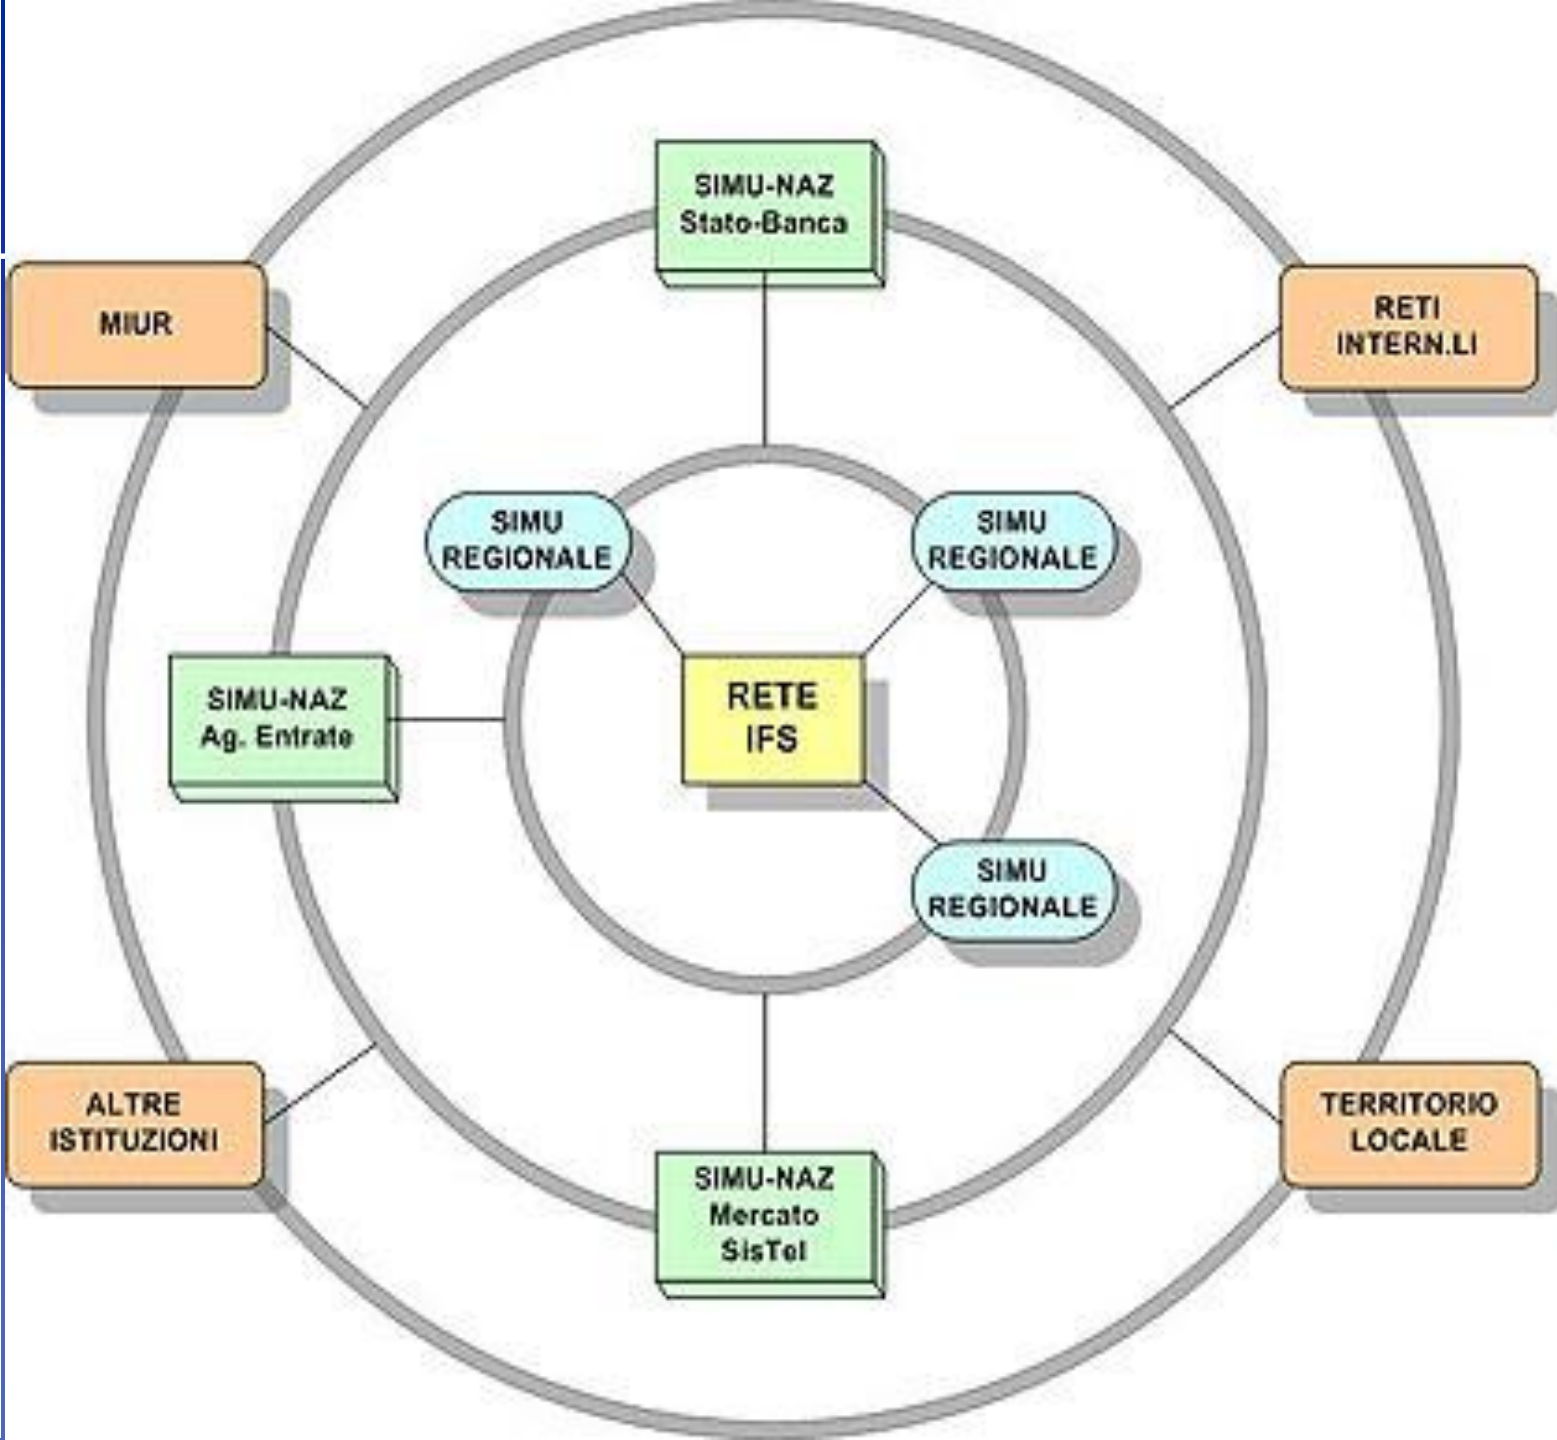 SIMU-NAZ
Stato-Banca
MIUR
RETI
INTERN.LI
SIMU
REGIONALE
SIMU
REGIONALE
SIMU-NAZ
Ag. Entrate
RETE
IFS
SIMU
REGIONALE
ALTRE
ISTITUZIONI
TERRITORIO
LOCALE
SIMU-NAZ
Mercato
SisTel